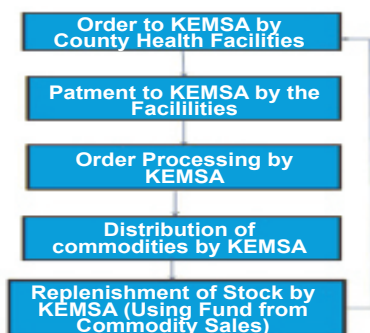 Order to KEMSA by
County Health Facilities
Patment to KEMSA by the
Facililities
Order Processing by
KEMSA
Distribution of
commodities by KEMSA
Replenishment of Stock by
KEMSA (Using Fund from
Commodity Sales)